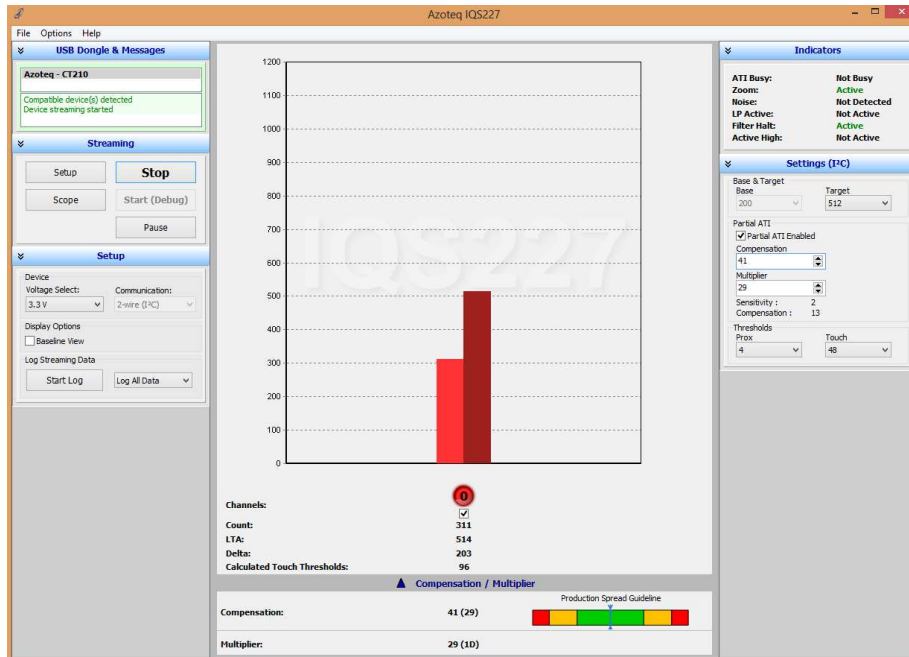 Azoteq IQS227
File Options Help
USB Dongle & Messages
Azoteq - CT210
Compatible device(s) detected
Device streaming started
Streaming
Setup
Stop
Scope
Start (Debug)
Pause
Setup
Device
Voltage Select:
Communication:
3.3 V
2-wire (I²C)
Display Options
Baseline View
Log Streaming Data
Start Log
Log All Data
IQS227
1200
1100
1000
900
800
700
600
500
400
300
200
100
0
0
Channels:
Count: 311
LTA: 514
Delta: 203
Calculated Touch Thresholds: 96
Compensation / Multiplier
Production Spread Guideline
Compensation: 41 (29)
Multiplier: 29 (1D)
Indicators
ATI Busy: Not Busy
Zoom: Active
Noise: Not Detected
LP Active: Not Active
Filter Halt: Active
Active High: Not Active
Settings (I²C)
Base & Target
Base Target
200 512
Partial ATI
Partial ATI Enabled
Compensation
41
Multiplier
29
Sensitivity : 2
Compensation : 13
Thresholds
Prox Touch
4 48